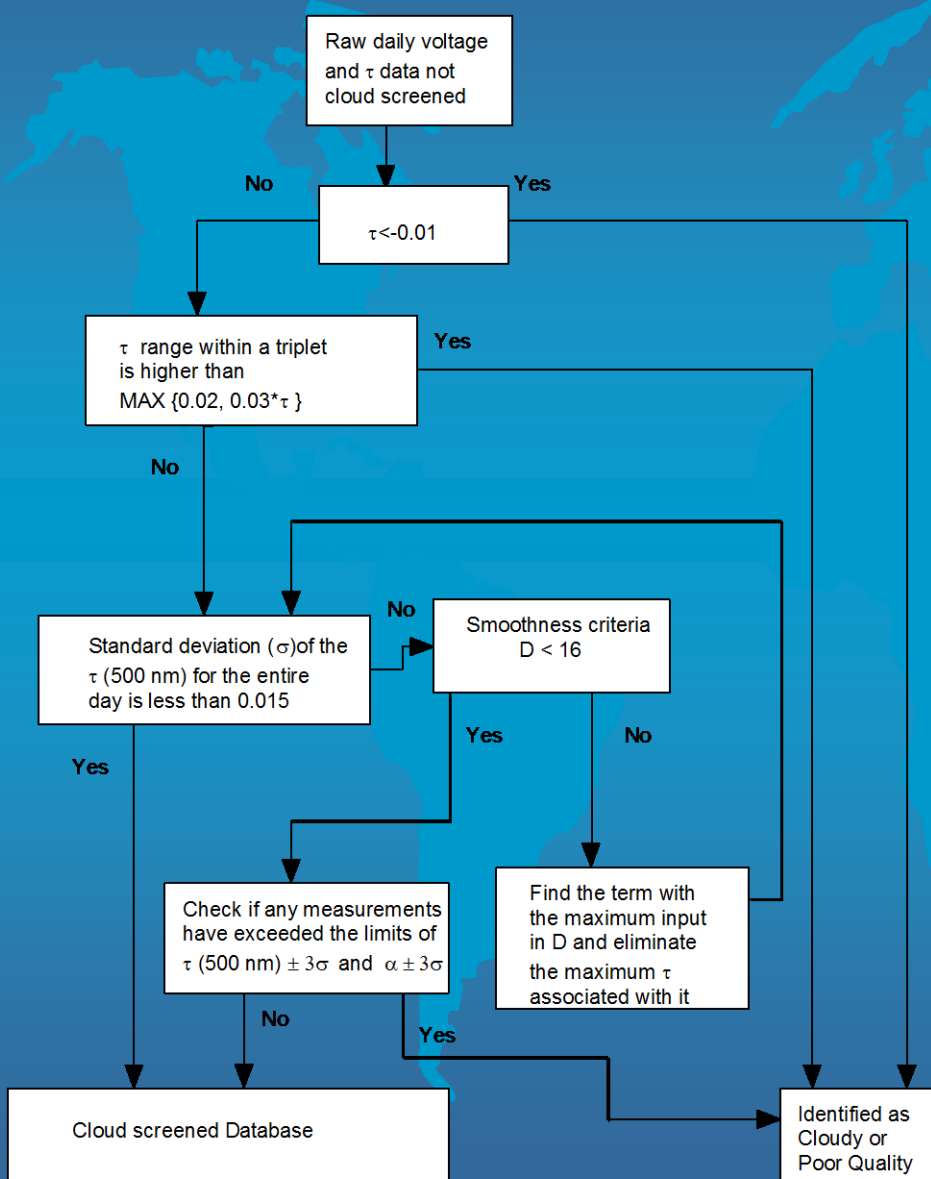 Raw daily voltage
and τ data not
cloud screened
No
Yes
τ<-0.01
τ range within a triplet
is higher than
MAX {0.02, 0.03*τ }
Yes
No
Standard deviation (σ)of the
τ (500 nm) for the entire
day is less than 0.015
No
Smoothness criteria
D < 16
Yes
Yes
No
Check if any measurements
have exceeded the limits of
τ (500 nm) ± 3σ and α ± 3σ
Find the term with
the maximum input
in D and eliminate
the maximum τ
associated with it
No
Yes
Cloud screened Database
Identified as
Cloudy or
Poor Quality